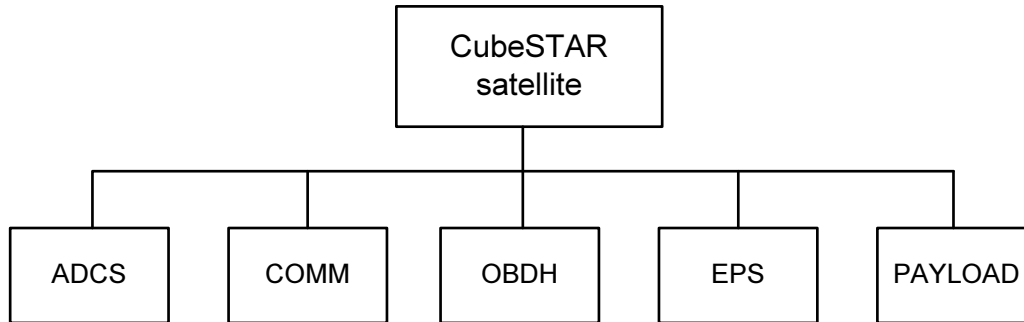 CubeSTAR
satellite
ADCS
COMM
OBDH
EPS
PAYLOAD